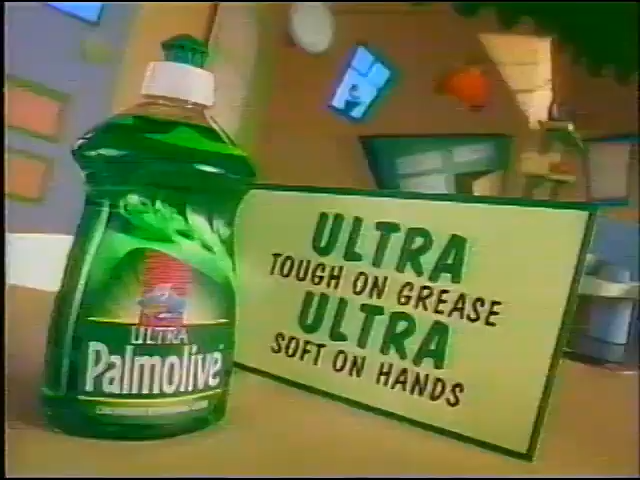 ULTRA
Palmolive
ULTRA
TOUGH ON GREASE
ULTRA
SOFT ON HANDS